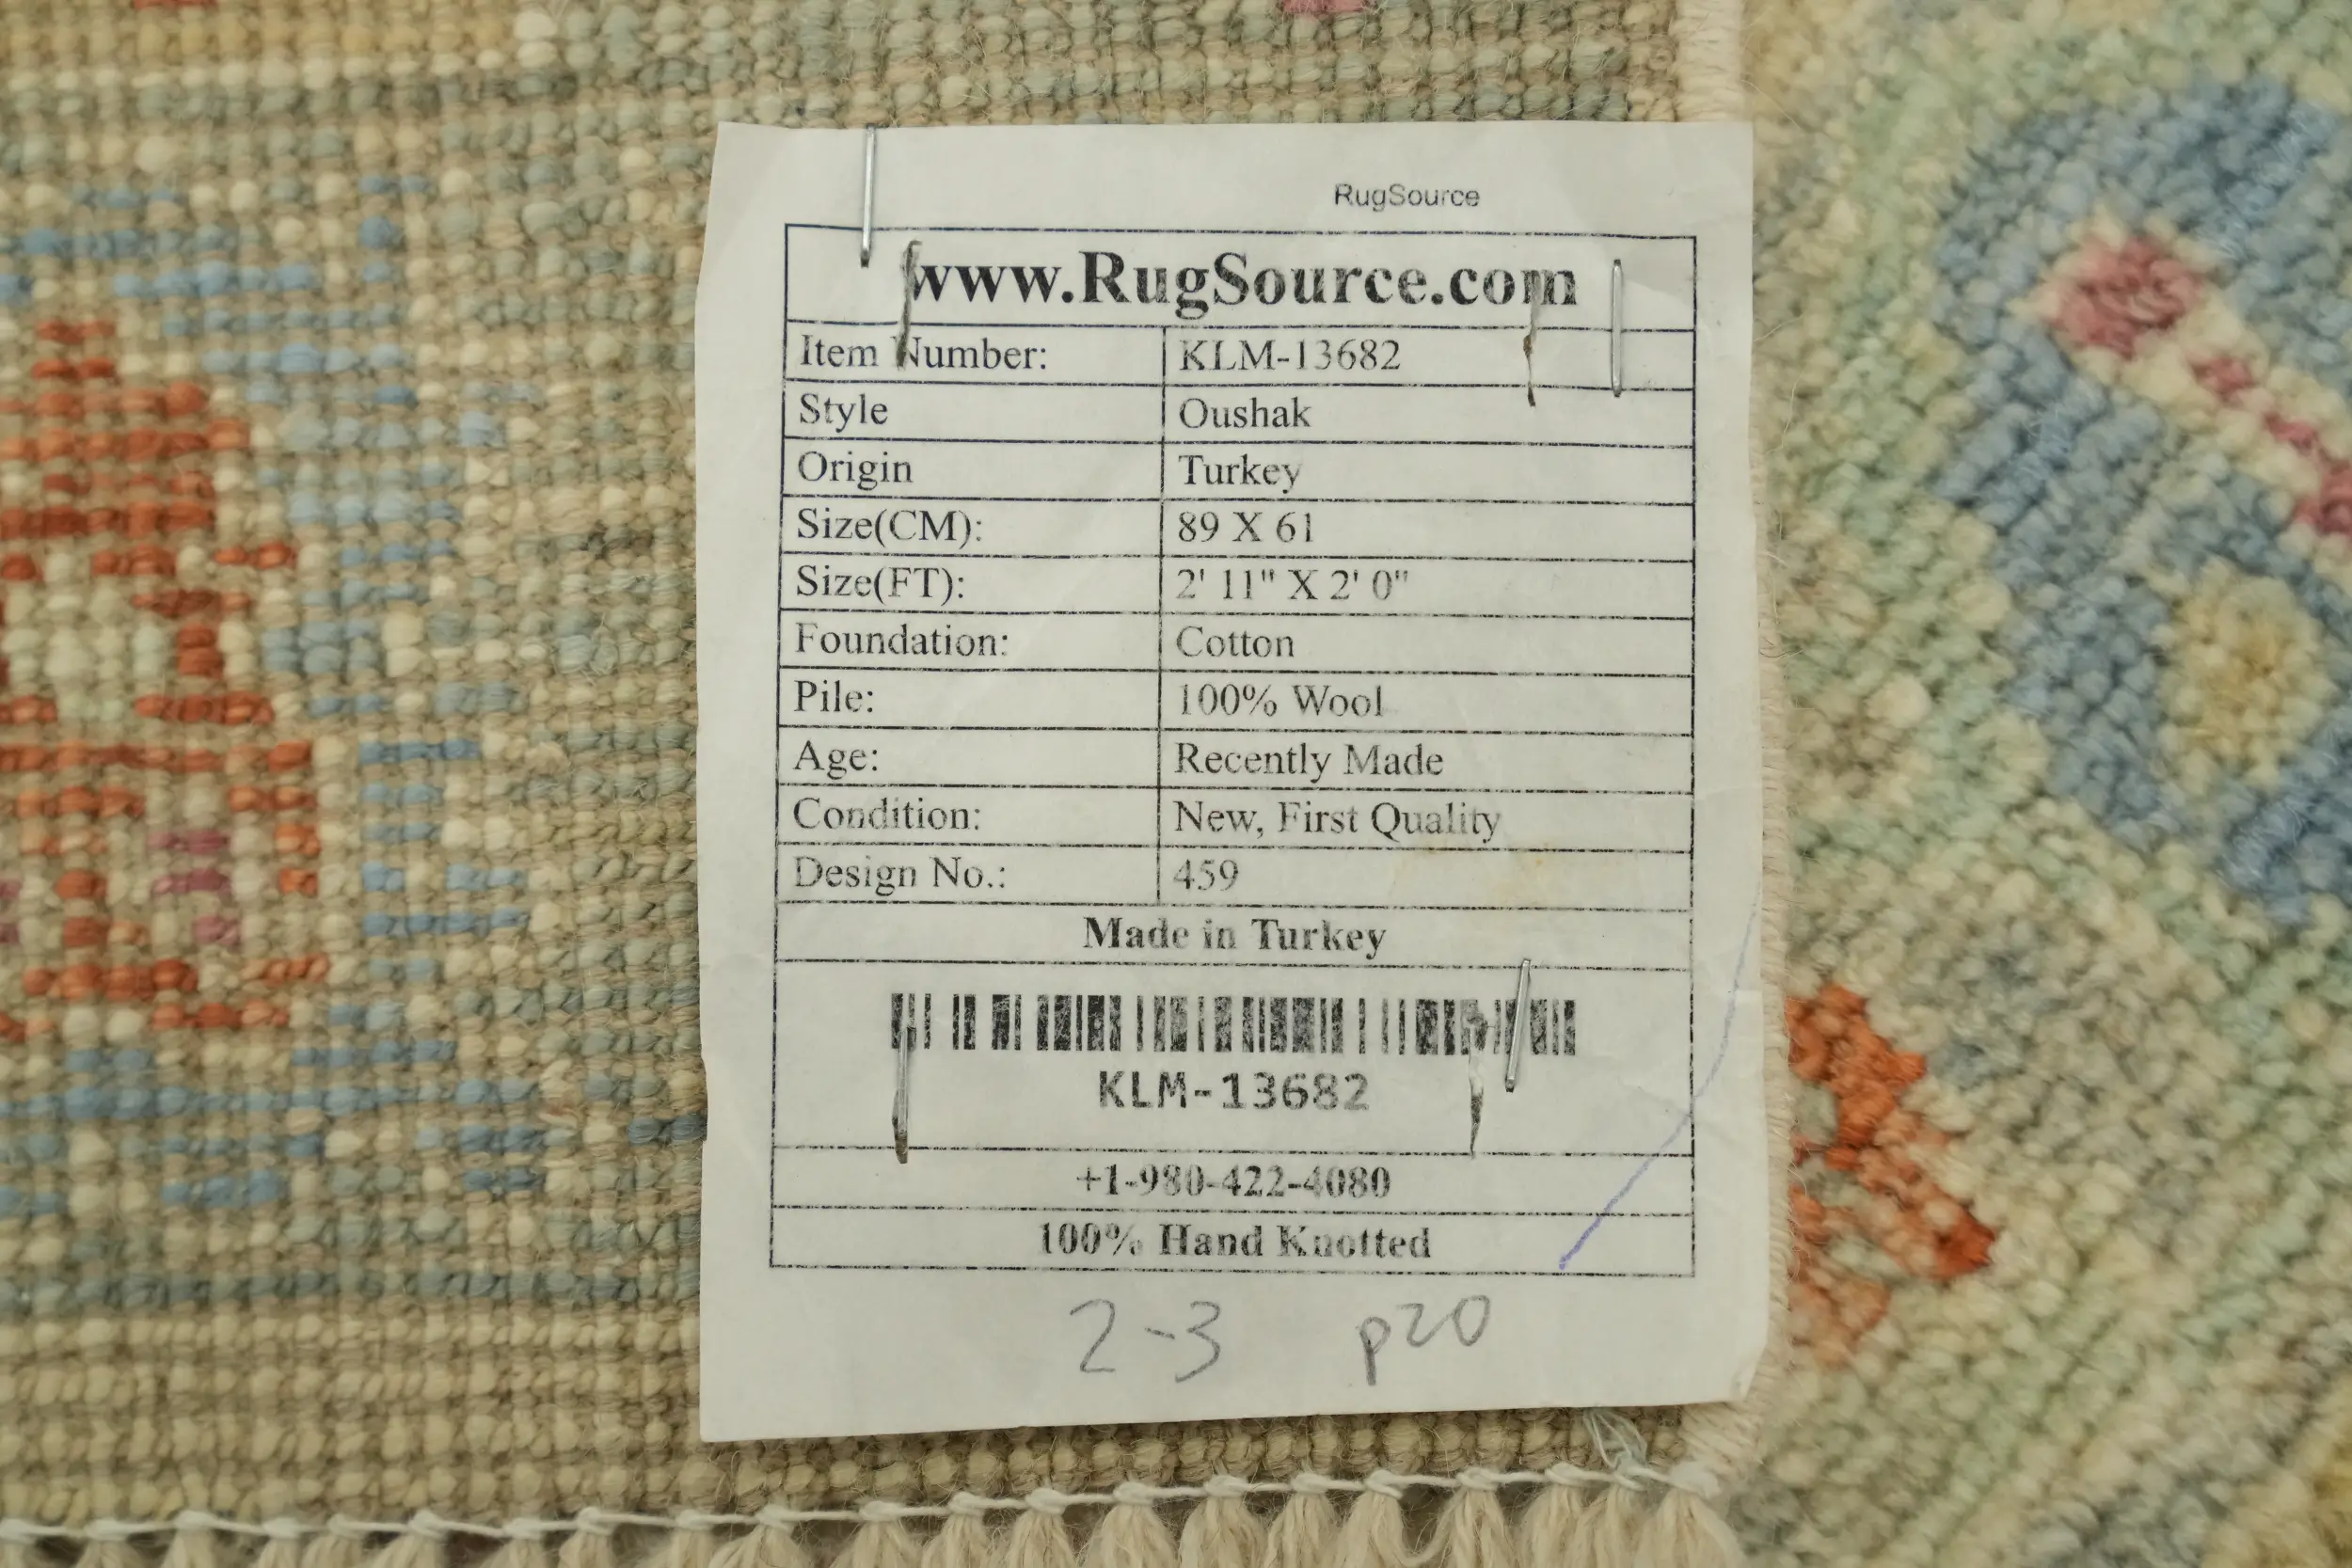 RugSource
www.RugSource.com
Item Number: KLM-13682
Style Oushak
Origin Turkey
Size(CM): 89 X 61
Size(FT): 2' 11" X 2' 0"
Foundation: Cotton
Pile: 100% Wool
Age: Recently Made
Condition: New, First Quality
Design No.: 459
Made in Turkey
KLM-13682
+1-980-422-4080
100% Hand Knotted
2-3 p20